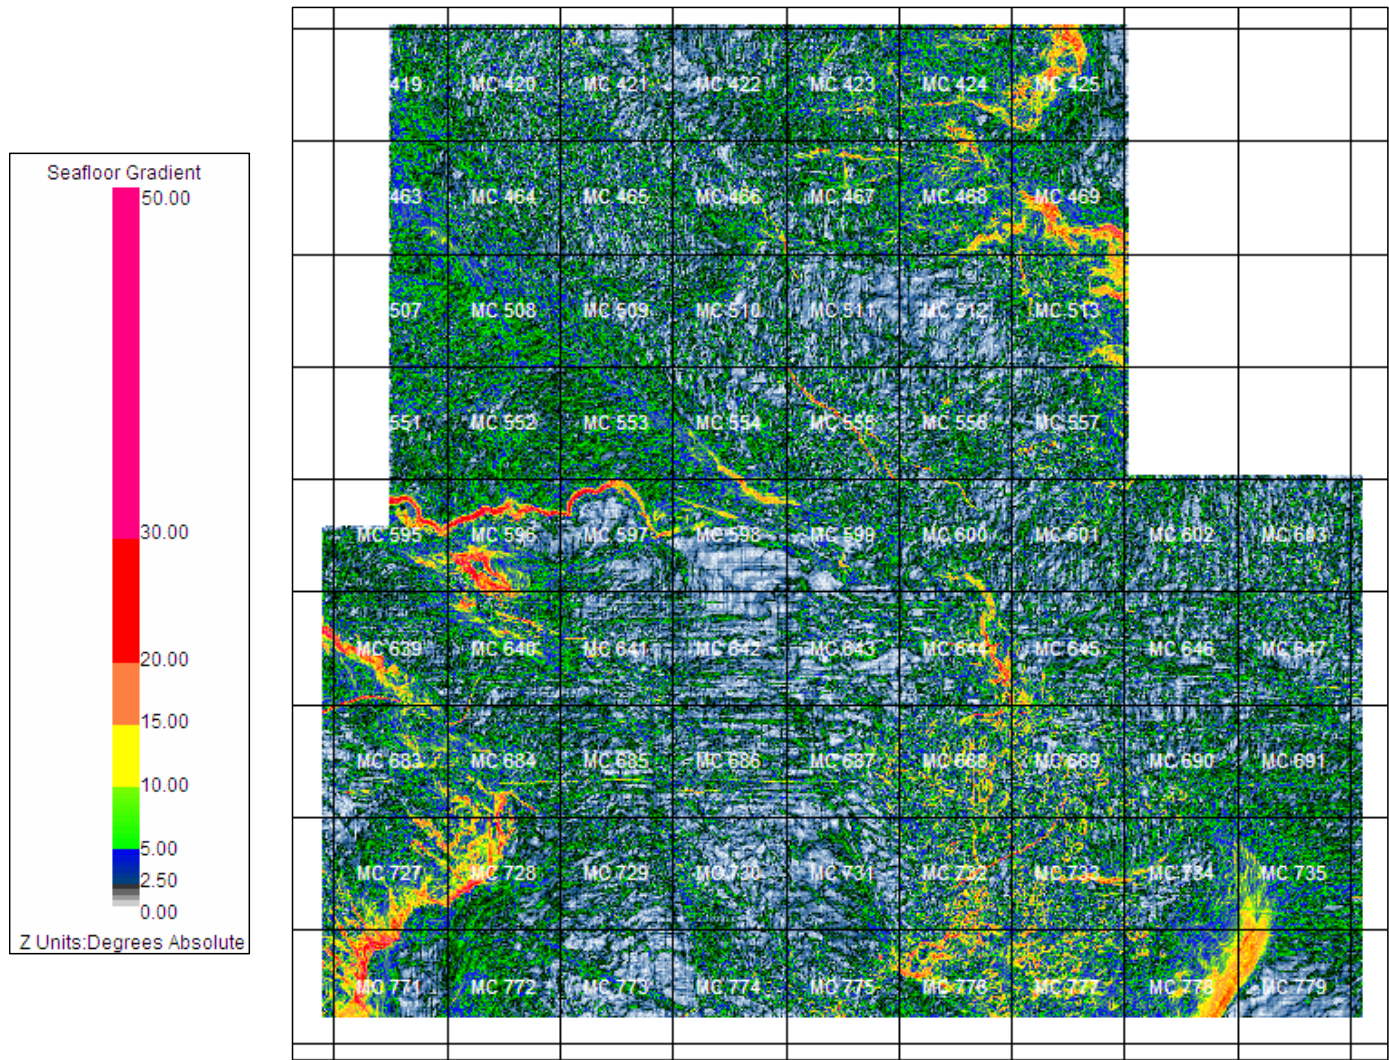 Seafloor Gradient
50.00
30.00
20.00
15.00
10.00
5.00
2.50
0.00
Z Units:Degrees Absolute
419 MC 420 MC 421 MC 422 MC 423 MC 424 MC 425
463 MC 464 MC 465 MC 466 MC 467 MC 468 MC 469
507 MC 508 MC 509 MC 510 MC 511 MC 512 MC 513
551 MC 552 MC 553 MC 554 MC 555 MC 556 MC 557
MC 595 MC 596 MC 597 MC 598 MC 599 MC 600 MC 601 MC 602 MC 603
MC 639 MC 640 MC 641 MC 642 MC 643 MC 644 MC 645 MC 646 MC 647
MC 683 MC 684 MC 685 MC 686 MC 687 MC 688 MC 689 MC 690 MC 691
MC 727 MC 728 MC 729 MC 730 MC 731 MC 732 MC 733 MC 734 MC 735
MC 771 MC 772 MC 773 MC 774 MC 775 MC 776 MC 777 MC 778 MC 779